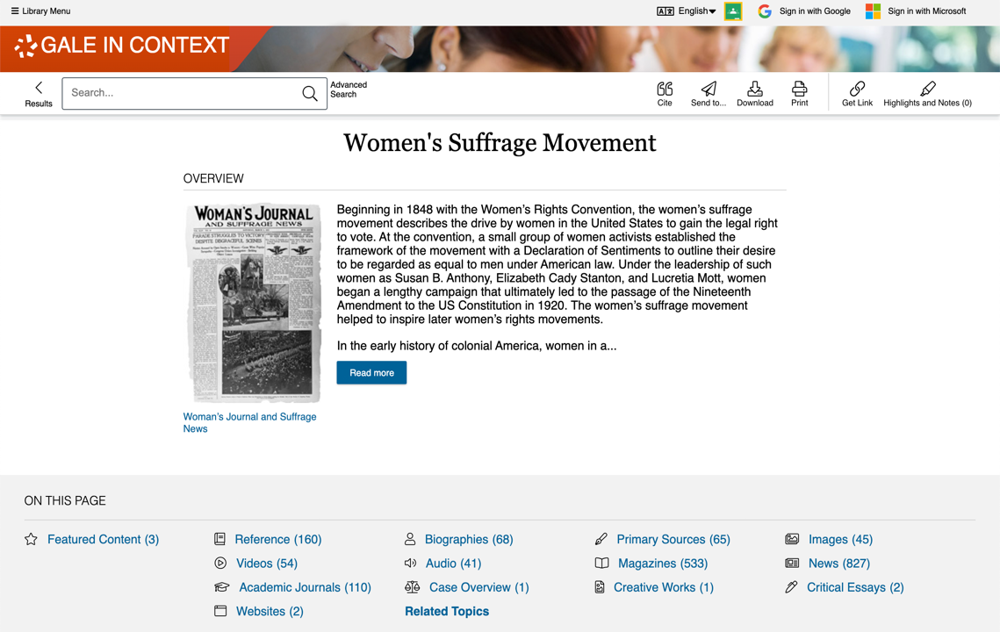 Library Menu
English
Sign in with Google
Sign in with Microsoft
GALE IN CONTEXT
Results
Search...
Advanced
Search
Cite
Send to...
Download
Print
Get Link
Highlights and Notes (0)
Women's Suffrage Movement
OVERVIEW
WOMAN'S JOURNAL
AND SUFFRAGE NEWS
PARADE STRUGGLES TO VICTORY
DESPITE DISGRACEFUL SCENES
Woman's Journal and Suffrage
News
Beginning in 1848 with the Women’s Rights Convention, the women’s suffrage
movement describes the drive by women in the United States to gain the legal right
to vote. At the convention, a small group of women activists established the
framework of the movement with a Declaration of Sentiments to outline their desire
to be regarded as equal to men under American law. Under the leadership of such
women as Susan B. Anthony, Elizabeth Cady Stanton, and Lucretia Mott, women
began a lengthy campaign that ultimately led to the passage of the Nineteenth
Amendment to the US Constitution in 1920. The women’s suffrage movement
helped to inspire later women’s rights movements.
In the early history of colonial America, women in a...
Read more
ON THIS PAGE
Featured Content (3)
Reference (160)
Biographies (68)
Primary Sources (65)
Images (45)
Videos (54)
Audio (41)
Magazines (533)
News (827)
Academic Journals (110)
Case Overview (1)
Creative Works (1)
Critical Essays (2)
Websites (2)
Related Topics